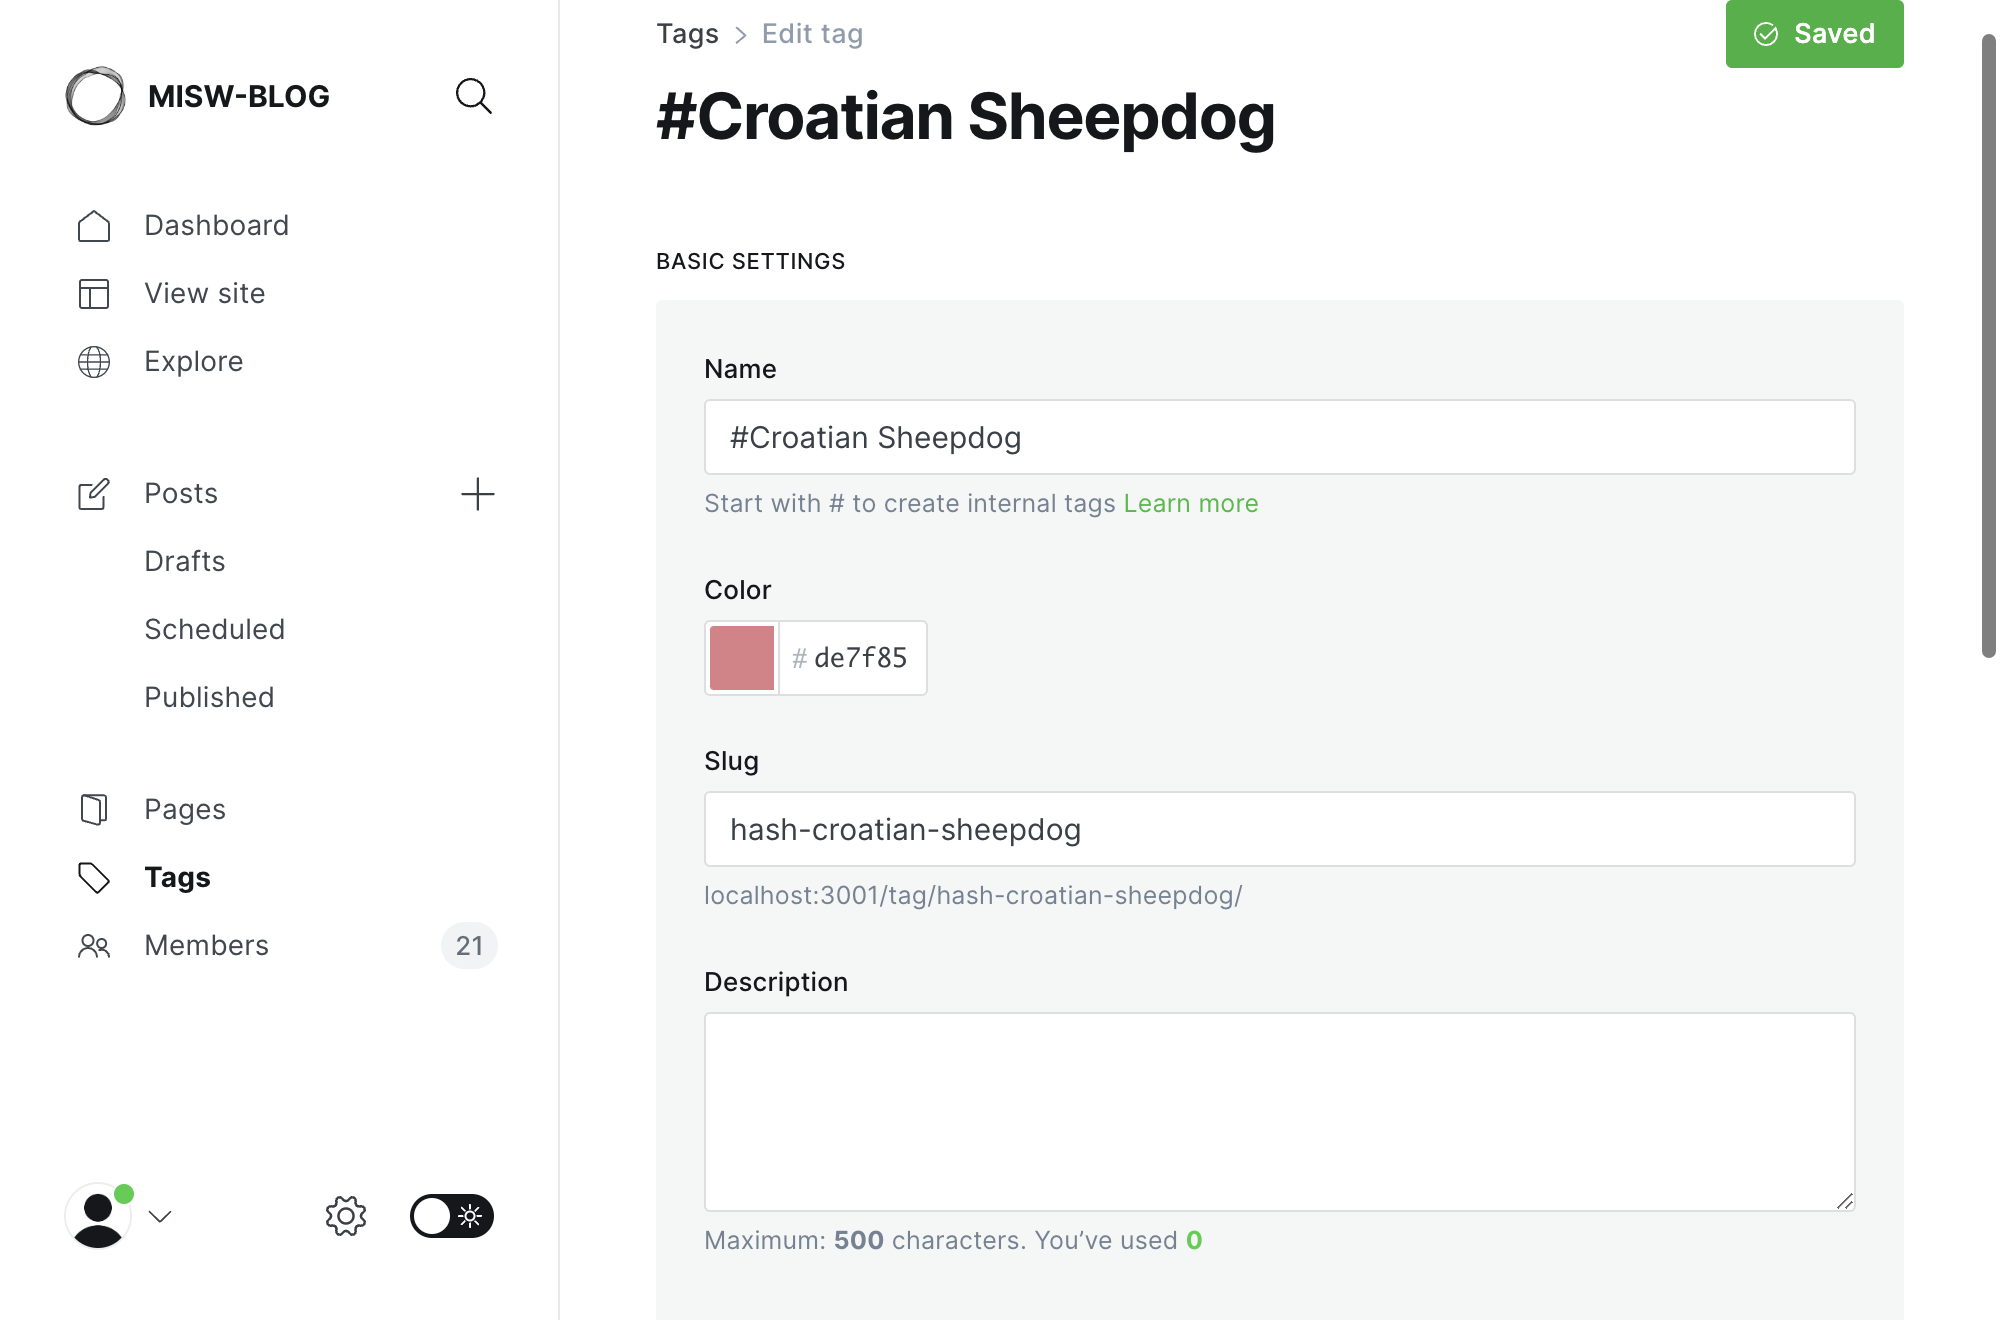 MISW-BLOG
Dashboard
View site
Explore
Posts
Drafts
Scheduled
Published
Pages
Tags
Members 21
Tags > Edit tag
Saved
#Croatian Sheepdog
BASIC SETTINGS
Name
#Croatian Sheepdog
Start with # to create internal tags Learn more
Color
# de7f85
Slug
hash-croatian-sheepdog
localhost:3001/tag/hash-croatian-sheepdog/
Description
Maximum: 500 characters. You’ve used 0